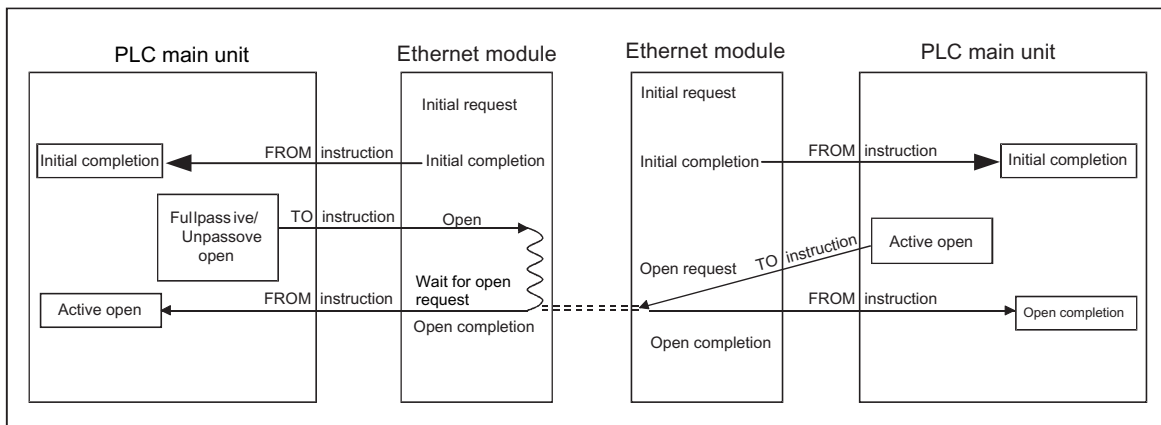 PLC main unit
Ethernet module
Ethernet module
PLC main unit
Initial request
Initial request
Initial completion
FROM instruction
Initial completion
Initial completion
FROM instruction
Initial completion
Fullpassive/
Unpassove
open
TO instruction
Open
Active open
TO instruction
Open request
Wait for open
request
Active open
FROM instruction
Open completion
FROM instruction
Open completion
Open completion